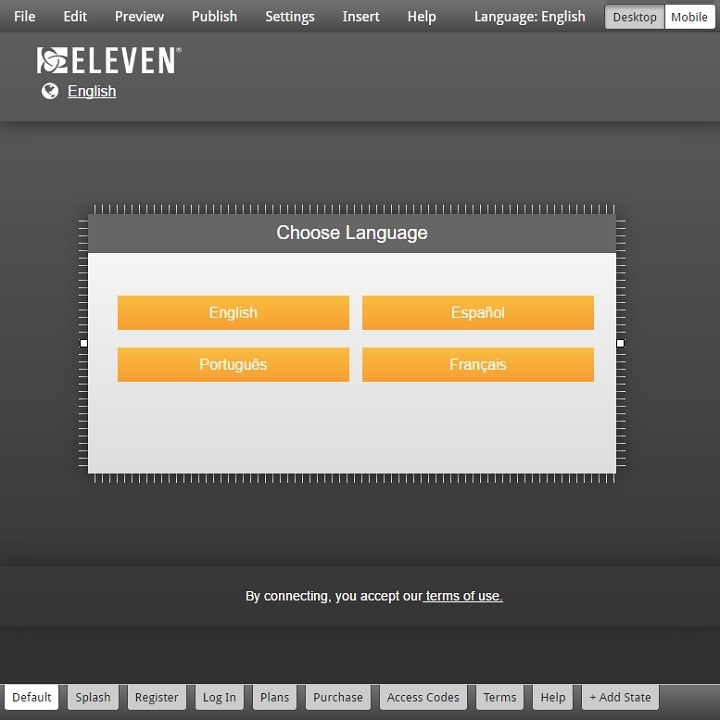 File Edit Preview Publish Settings Insert Help Language: English Desktop Mobile
ELEVEN®
English
Choose Language
English Español
Português Français
By connecting, you accept our terms of use.
Default Splash Register Log In Plans Purchase Access Codes Terms Help + Add State